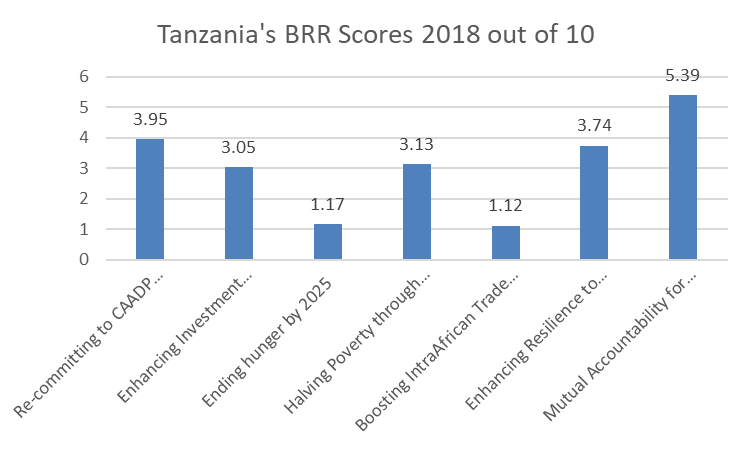 Tanzania's BRR Scores 2018 out of 10
6
5
4
3
2
1
0
3.95
3.05
1.17
3.13
1.12
3.74
5.39
Re-committing to CAADP...
Enhancing Investment...
Ending hunger by 2025
Halving Poverty through...
Boosting IntraAfrican Trade...
Enhancing Resilience to...
Mutual Accountability for...